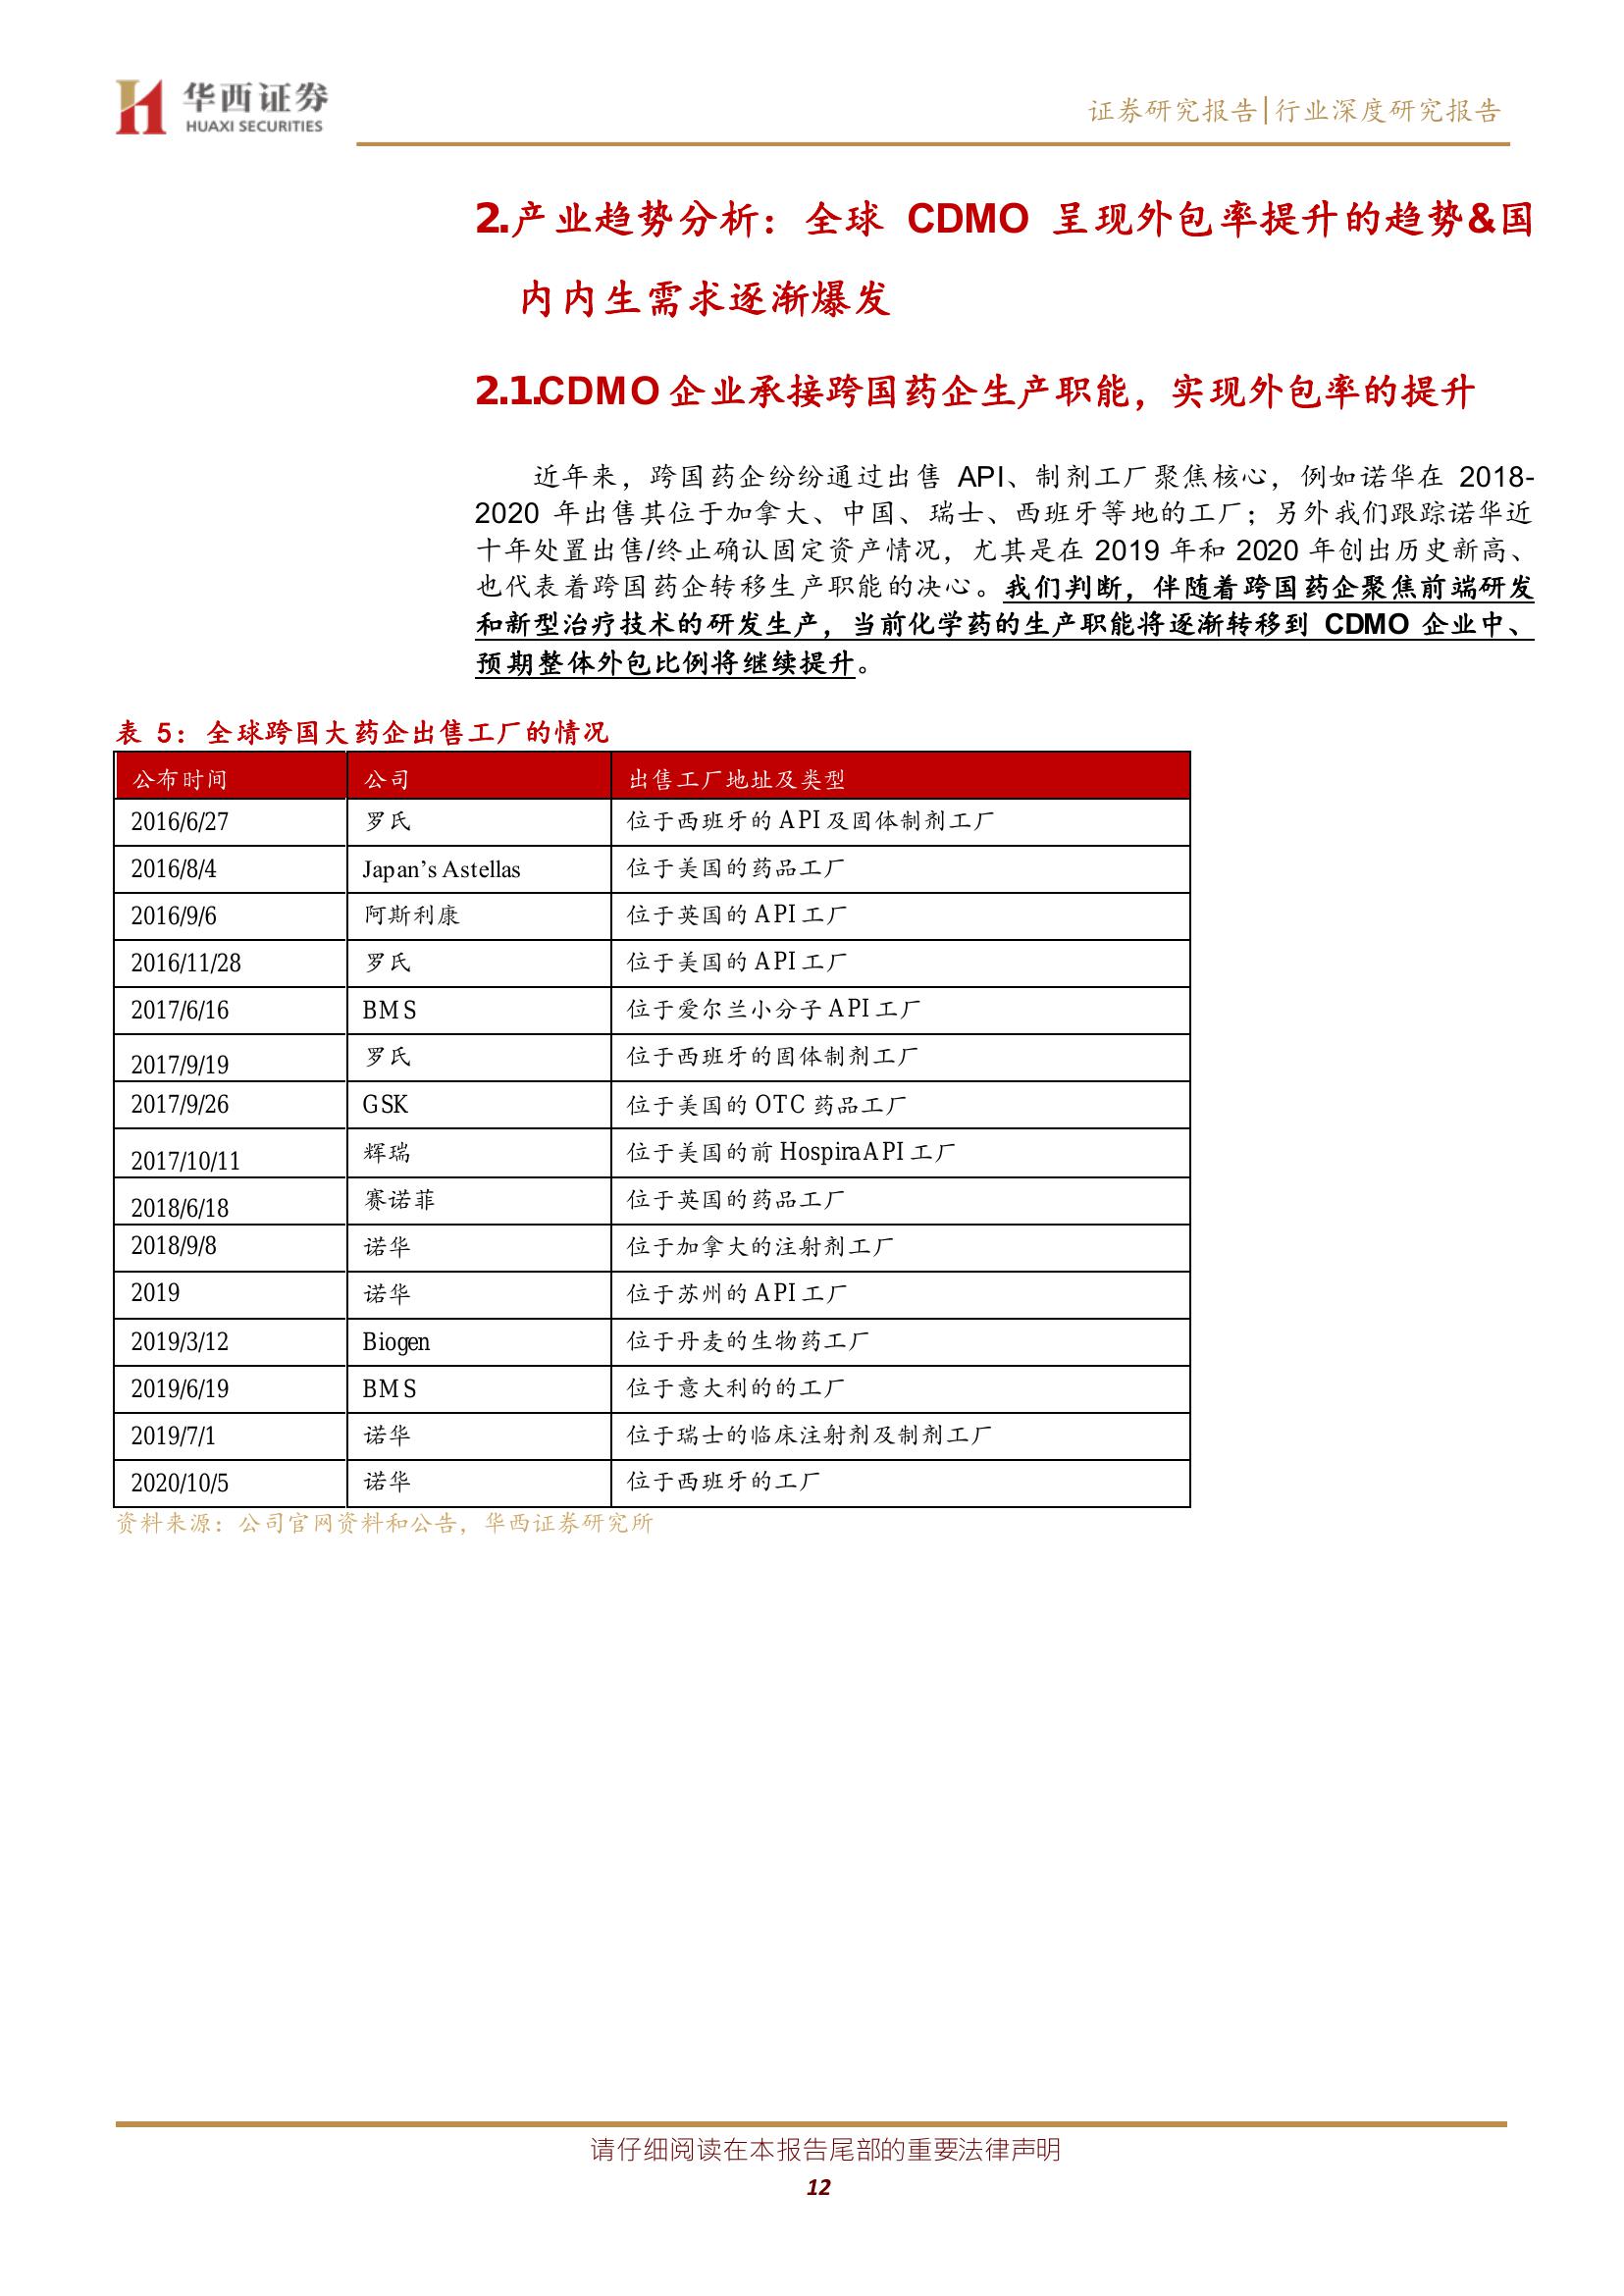 华西证券
HUAXI SECURITIES
证券研究报告|行业深度研究报告
2.产业趋势分析：全球 CDMO 呈现外包率提升的趋势&国
内内生需求逐渐爆发
2.1.CDMO 企业承接跨国药企生产职能，实现外包率的提升
近年来，跨国药企纷纷通过出售 API、制剂工厂聚焦核心，例如诺华在 2018-
2020 年出售其位于加拿大、中国、瑞士、西班牙等地的工厂；另外我们跟踪诺华近
十年处置出售/终止确认固定资产情况，尤其是在 2019 年和 2020 年创出历史新高、
也代表着跨国药企转移生产职能的决心。我们判断，伴随着跨国药企聚焦前端研发
和新型治疗技术的研发生产，当前化学药的生产职能将逐渐转移到 CDMO 企业中、
预期整体外包比例将继续提升。
表 5：全球跨国大药企出售工厂的情况
公布时间 公司 出售工厂地址及类型
2016/6/27 罗氏 位于西班牙的 API 及固体制剂工厂
2016/8/4 Japan’s Astellas 位于美国的药品工厂
2016/9/6 阿斯利康 位于英国的 API 工厂
2016/11/28 罗氏 位于美国的 API 工厂
2017/6/16 BMS 位于爱尔兰小分子 API 工厂
2017/9/19 罗氏 位于西班牙的固体制剂工厂
2017/9/26 GSK 位于美国的 OTC 药品工厂
2017/10/11 辉瑞 位于美国的前 HospiraAPI 工厂
2018/6/18 赛诺菲 位于英国的药品工厂
2018/9/8 诺华 位于加拿大的注射剂工厂
2019 诺华 位于苏州的 API 工厂
2019/3/12 Biogen 位于丹麦的生物药工厂
2019/6/19 BMS 位于意大利的的工厂
2019/7/1 诺华 位于瑞士的临床注射剂及制剂工厂
2020/10/5 诺华 位于西班牙的工厂
资料来源：公司官网资料和公告，华西证券研究所
请仔细阅读在本报告尾部的重要法律声明
12